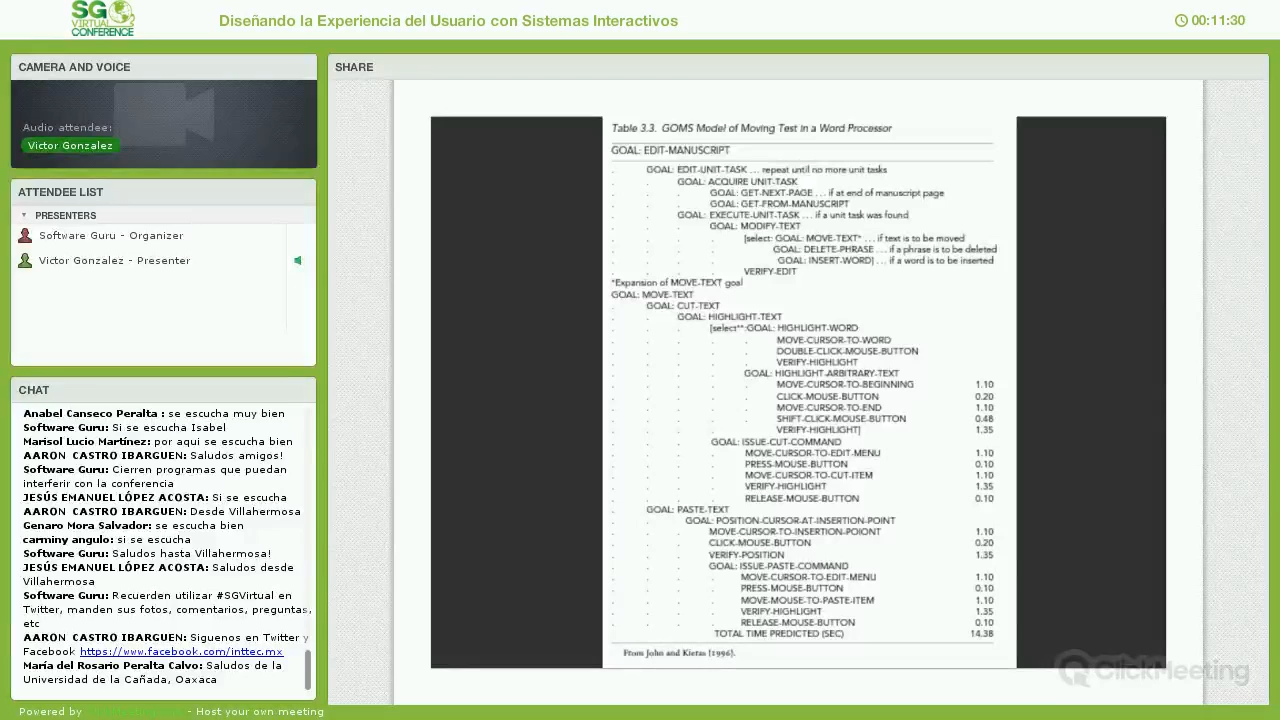 SG
VIRTUAL
CONFERENCE
Diseñando la Experiencia del Usuario con Sistemas Interactivos
00:11:30
CAMERA AND VOICE
Audio attendee:
Victor Gonzalez
ATTENDEE LIST
PRESENTERS
Software Guru - Organizer
Victor Gonzalez - Presenter
CHAT
Anabel Canseco Peralta : se escucha muy bien
Software Guru: Si se escucha Isabel
Marisol Lucio Martinez: por aqui se escucha bien
AARON CASTRO IBARGUEN: Saludos amigos!
Software Guru: Cierren programas que puedan
interferir en la conferencia
JESÚS EMANUEL LÓPEZ ACOSTA: Si se escucha
AARON CASTRO IBARGUEN: Desde Villahermosa
Genaro Mora Salvador: se escucha bien
juan angulo: si se escucha
Software Guru: Saludos hasta Villahermosa!
JESÚS EMANUEL LÓPEZ ACOSTA: Saludos desde
Villahermosa
Software Guru: Recuerden utilizar #SGVirtual en
Twitter, manden sus fotos, comentarios, preguntas,
etc
AARON CASTRO IBARGUEN: Siguenos en Twitter y
Facebook https://www.facebook.com/inttec.mx
María del Rosario Peralta Calvo: Saludos de la
Universidad de la Cañada, Oaxaca
Powered by - Host your own meeting
SHARE
Table 3.3. GOMS Model of Moving Test in a Word Processor
GOAL: EDIT-MANUSCRIPT
. GOAL: EDIT-UNIT-TASK ... repeat until no more unit tasks
. . GOAL: ACQUIRE UNIT-TASK
. . . GOAL: GET-NEXT-PAGE ... if at end of manuscript page
. . . GOAL: GET-FROM-MANUSCRIPT
. . GOAL: EXECUTE-UNIT-TASK ... if a unit task was found
. . . GOAL: MODIFY-TEXT
. . . . [select: GOAL: MOVE-TEXT* ... if text is to be moved
. . . . GOAL: DELETE-PHRASE ... if a phrase is to be deleted
. . . . GOAL: INSERT-WORD] ... if a word is to be inserted
. . . . VERIFY-EDIT
*Expansion of MOVE-TEXT goal
GOAL: MOVE-TEXT
. GOAL: CUT-TEXT
. . GOAL: HIGHLIGHT-TEXT
. . . [select**:GOAL: HIGHLIGHT-WORD
. . . . . MOVE-CURSOR-TO-WORD
. . . . . DOUBLE-CLICK-MOUSE-BUTTON
. . . . . VERIFY-HIGHLIGHT
. . . . GOAL: HIGHLIGHT-ARBITRARY-TEXT
. . . . . MOVE-CURSOR-TO-BEGINNING 1.10
. . . . . CLICK-MOUSE-BUTTON 0.20
. . . . . MOVE-CURSOR-TO-END 1.10
. . . . . SHIFT-CLICK-MOUSE-BUTTON 0.48
. . . . . VERIFY-HIGHLIGHT] 1.35
. . . GOAL: ISSUE-CUT-COMMAND
. . . . MOVE-CURSOR-TO-EDIT-MENU 1.10
. . . . PRESS-MOUSE-BUTTON 0.10
. . . . MOVE-CURSOR-TO-CUT-ITEM 1.10
. . . . VERIFY-HIGHLIGHT 1.35
. . . . RELEASE-MOUSE-BUTTON 0.10
. GOAL: PASTE-TEXT
. . GOAL: POSITION-CURSOR-AT-INSERTION-POINT
. . . MOVE-CURSOR-TO-INSERTION-POIONT 1.10
. . . CLICK-MOUSE-BUTTON 0.20
. . . VERIFY-POSITION 1.35
. . . GOAL: ISSUE-PASTE-COMMAND
. . . . MOVE-CURSOR-TO-EDIT-MENU 1.10
. . . . PRESS-MOUSE-BUTTON 0.10
. . . . MOVE-MOUSE-TO-PASTE-ITEM 1.10
. . . . VERIFY-HIGHLIGHT 1.35
. . . . RELEASE-MOUSE-BUTTON 0.10
TOTAL TIME PREDICTED (SEC) 14.38
From John and Kieras (1996).
ClickMeeting